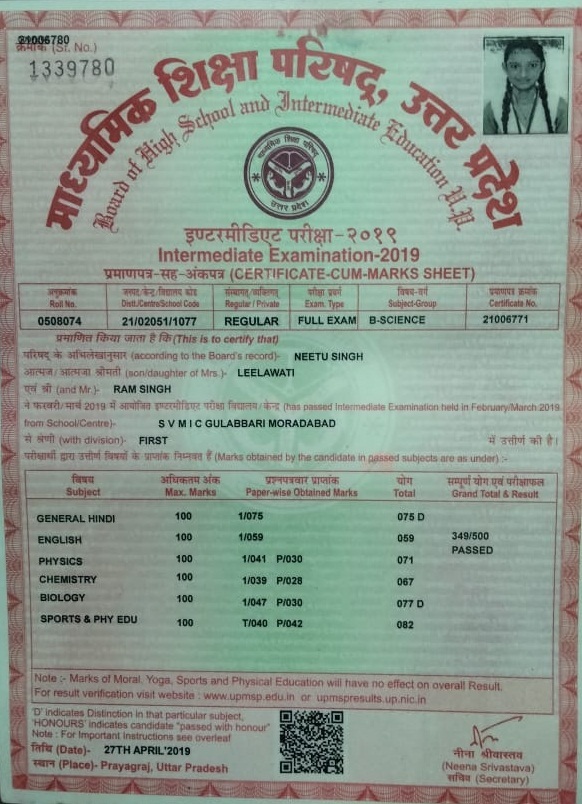 21006780
क्रमांक (Sr. No.)
1339780
माध्यमिक शिक्षा परिषद्, उत्तर प्रदेश
Board of High School and Intermediate Education U.P.
माध्यमिक शिक्षा परिषद्
उत्तर प्रदेश
इण्टरमीडिएट परीक्षा-२०१९
Intermediate Examination-2019
प्रमाणपत्र-सह-अंकपत्र (CERTIFICATE-CUM-MARKS SHEET)
अनुक्रमांक जनपद/केन्द्र/विद्यालय कोड संस्थागत/व्यक्तिगत परीक्षा प्रवर्ग विषय-वर्ग प्रमाणपत्र क्रमांक
Roll No. Distt./Centre/School Code Regular / Private Exam. Type Subject-Group Certificate No.
0508074 21/02051/1077 REGULAR FULL EXAM B-SCIENCE 21006771
प्रमाणित किया जाता है कि (This is to certify that)
परिषद् के अभिलेखानुसार (according to the Board's record)- NEETU SINGH
आत्मज/आत्मजा श्रीमती (son/daughter of Mrs.)- LEELAWATI
एवं श्री (and Mr.)- RAM SINGH
ने फरवरी/मार्च 2019 में आयोजित इण्टरमीडिएट परीक्षा विद्यालय/केन्द्र (has passed Intermediate Examination held in February/March 2019
from School/Centre)- S V M I C GULABBARI MORADABAD
से श्रेणी (with division)- FIRST में उत्तीर्ण की है।
परीक्षार्थी द्वारा उत्तीर्ण विषयों के प्राप्तांक निम्नवत हैं (Marks obtained by the candidate in passed subjects are as under) :-
विषय अधिकतम अंक प्रश्नपत्रवार प्राप्तांक योग सम्पूर्ण योग एवं परीक्षाफल
Subject Max. Marks Paper-wise Obtained Marks Total Grand Total & Result
GENERAL HINDI 100 1/075 075 D
ENGLISH 100 1/059 059 349/500
PASSED
PHYSICS 100 1/041 P/030 071
CHEMISTRY 100 1/039 P/028 067
BIOLOGY 100 1/047 P/030 077 D
SPORTS & PHY EDU 100 T/040 P/042 082
Note :- Marks of Moral, Yoga, Sports and Physical Education will have no effect on overall Result.
For result verification visit website : www.upmsp.edu.in or upmspresults.up.nic.in
'D' indicates Distinction in that particular subject,
'HONOURS' indicates candidate "passed with honour"
Note : For Important Instructions see overleaf
तिथि (Date)- 27TH APRIL'2019
स्थान (Place)- Prayagraj, Uttar Pradesh
नीना श्रीवास्तव
(Neena Srivastava)
सचिव (Secretary)